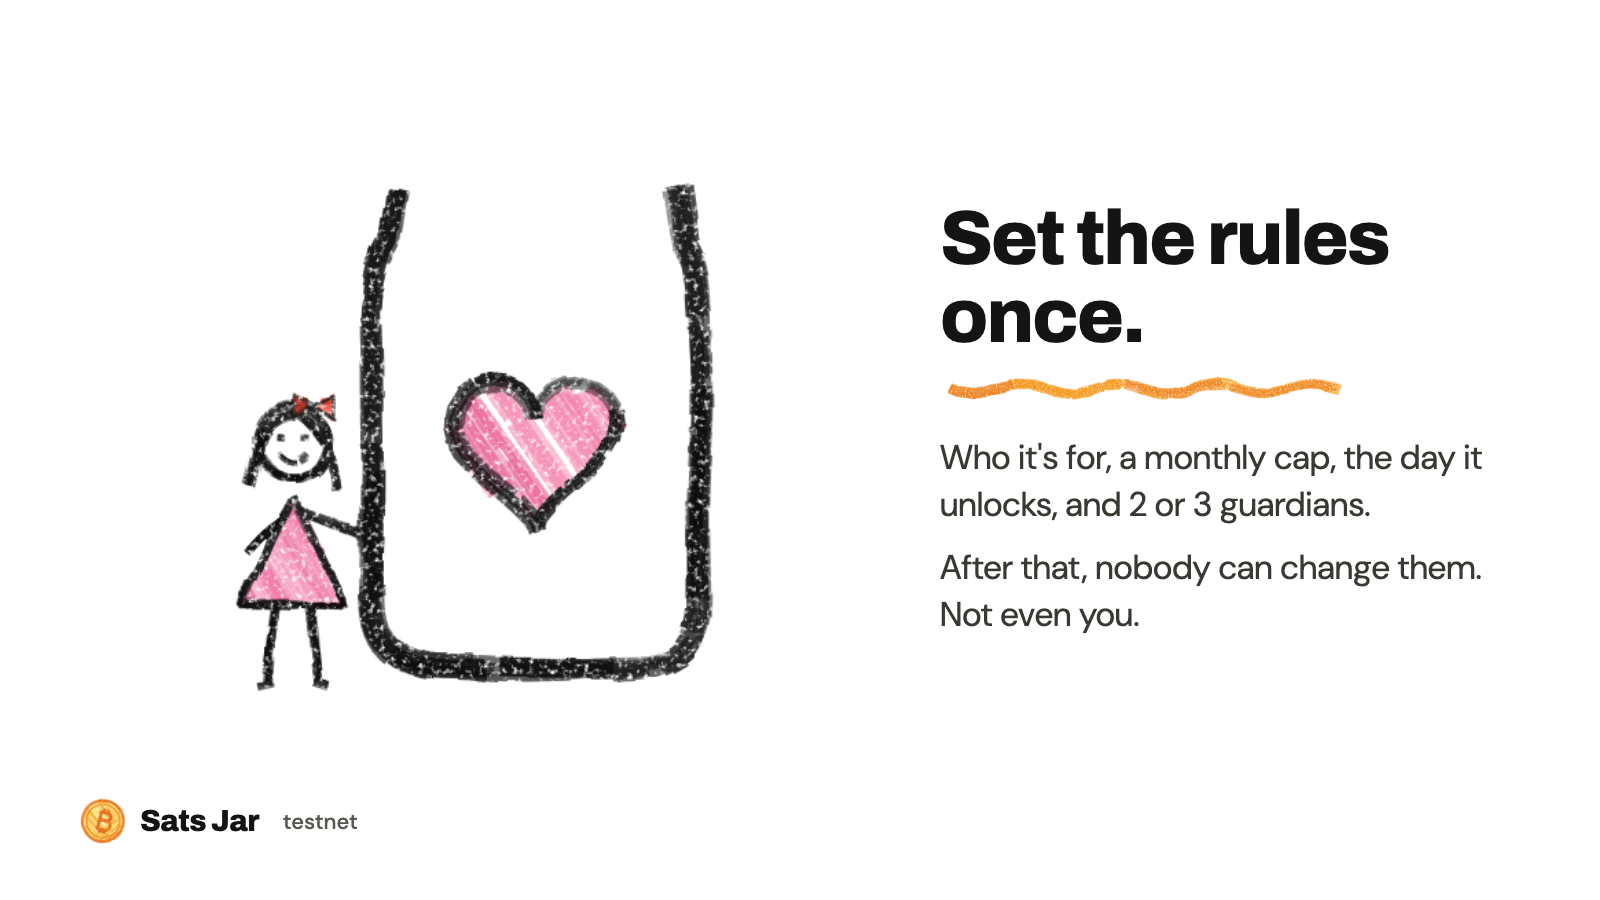 Set the rules
once.
Who it's for, a monthly cap, the day it
unlocks, and 2 or 3 guardians.
After that, nobody can change them.
Not even you.
Sats Jar testnet